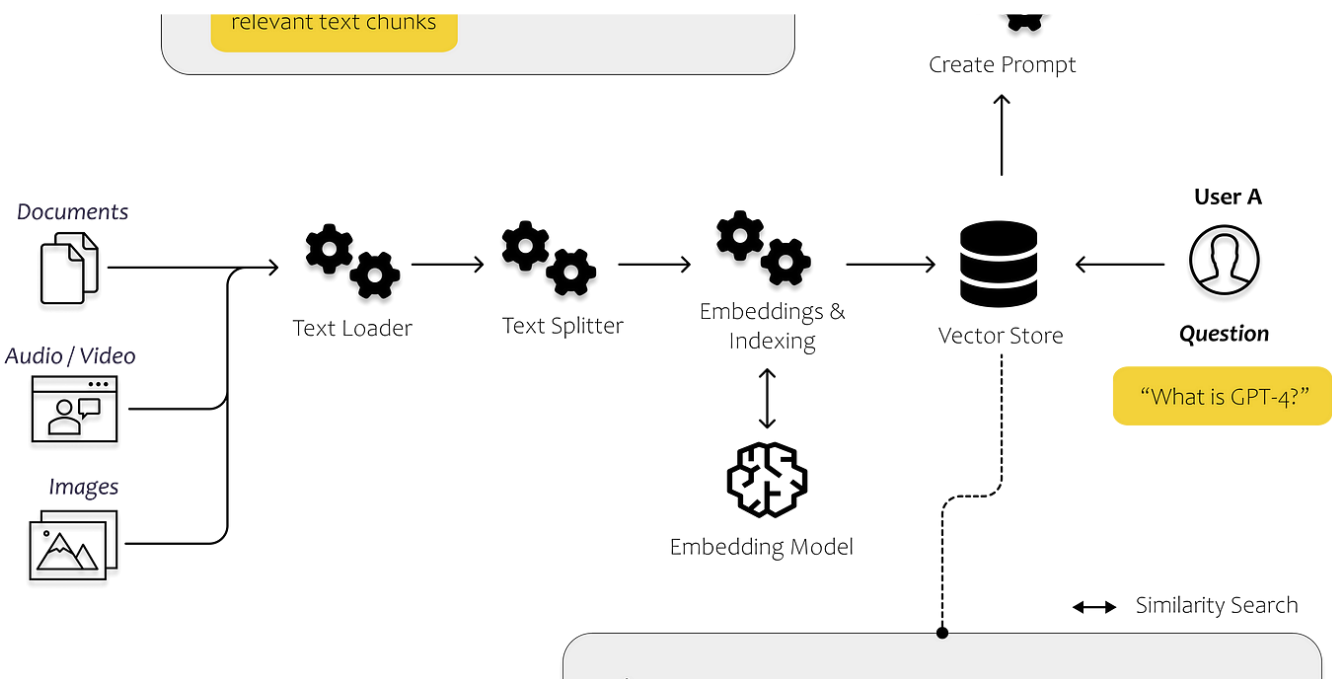 relevant text chunks
Create Prompt
Documents
User A
Text Loader
Text Splitter
Embeddings &
Indexing
Vector Store
Question
Audio / Video
“What is GPT-4?”
Images
Embedding Model
Similarity Search